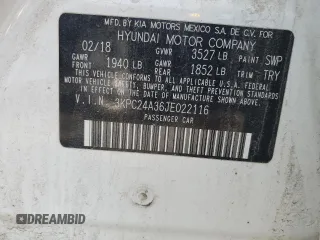 MFD. BY KIA MOTORS MEXICO S.A. DE C.V. FOR
HYUNDAI MOTOR COMPANY
02/18 GVWR 3527 LB PAINT SWP
GAWR FRONT 1940 LB GAWR REAR 1852 LB TRIM TRY
THIS VEHICLE CONFORMS TO ALL APPLICABLE U.S. FEDERAL MOTOR
VEHICLE SAFETY, BUMPER, AND THEFT PREVENTION STANDARDS
IN EFFECT ON THE DATE OF MANUFACTURE SHOWN ABOVE.
V.I.N. 3KPC24A36JE022116
PASSENGER CAR